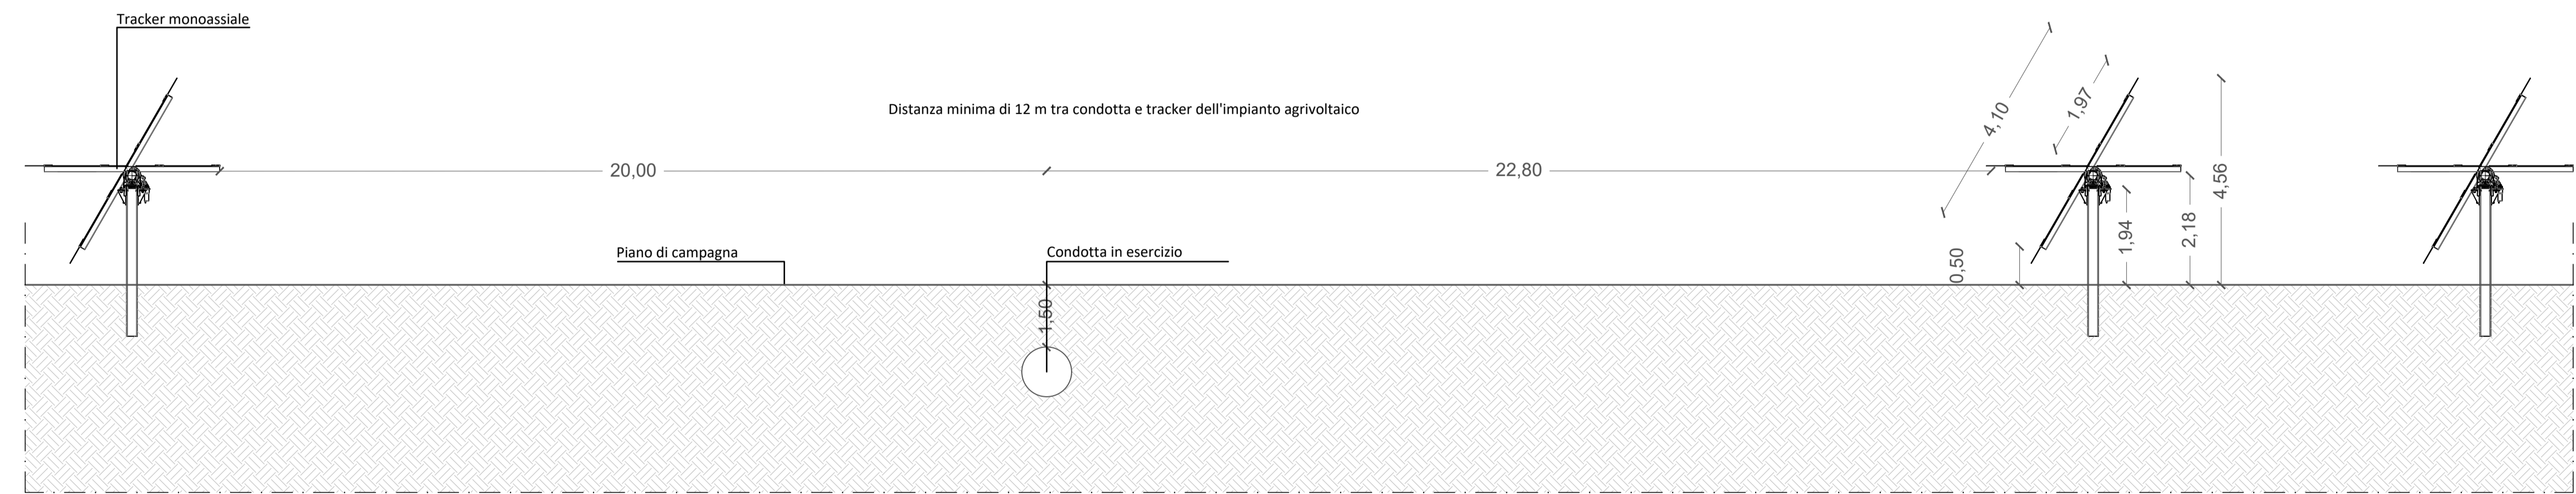 Tracker monoassiale
Distanza minima di 12 m tra condotta e tracker dell'impianto agrivoltaico
4,10
1,97
20,00
22,80
4,56
1,94
2,18
0,50
Piano di campagna
Condotta in esercizio
1,50